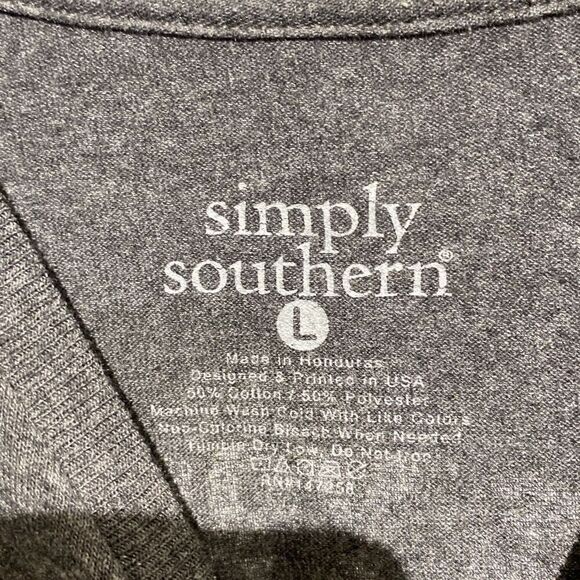 simply
southern®
L
Made in Honduras
Designed & Printed in USA
50% Cotton / 50% Polyester
Machine Wash Cold With Like Colors
Non-Chlorine Bleach When Needed
Tumble Dry Low, Do Not Iron